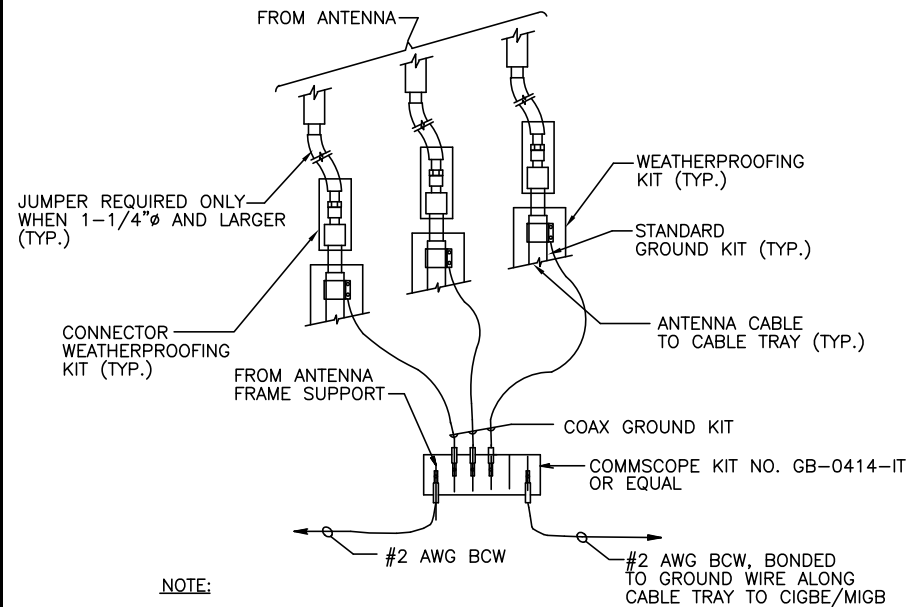 FROM ANTENNA
JUMPER REQUIRED ONLY
WHEN 1-1/4"ø AND LARGER
(TYP.)
WEATHERPROOFING
KIT (TYP.)
STANDARD
GROUND KIT (TYP.)
CONNECTOR
WEATHERPROOFING
KIT (TYP.)
ANTENNA CABLE
TO CABLE TRAY (TYP.)
FROM ANTENNA
FRAME SUPPORT
COAX GROUND KIT
COMMSCOPE KIT NO. GB-0414-IT
OR EQUAL
#2 AWG BCW
#2 AWG BCW, BONDED
TO GROUND WIRE ALONG
CABLE TRAY TO CIGBE/MIGB
NOTE: